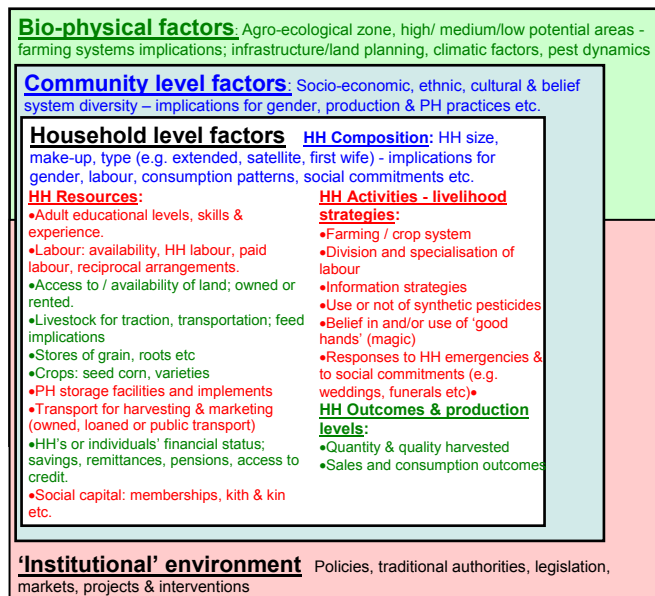 Bio-physical factors: Agro-ecological zone, high/ medium/low potential areas -
farming systems implications; infrastructure/land planning, climatic factors, pest dynamics
Community level factors: Socio-economic, ethnic, cultural & belief
system diversity – implications for gender, production & PH practices etc.
Household level factors HH Composition: HH size,
make-up, type (e.g. extended, satellite, first wife) - implications for
gender, labour, consumption patterns, social commitments etc.
HH Resources:
•Adult educational levels, skills &
experience.
•Labour: availability, HH labour, paid
labour, reciprocal arrangements.
•Access to / availability of land; owned or
rented.
•Livestock for traction, transportation; feed
implications
•Stores of grain, roots etc
•Crops: seed corn, varieties
•PH storage facilities and implements
•Transport for harvesting & marketing
(owned, loaned or public transport)
•HH's or individuals' financial status;
savings, remittances, pensions, access to
credit.
•Social capital: memberships, kith & kin
etc.
HH Activities - livelihood
strategies:
•Farming / crop system
•Division and specialisation of
labour
•Information strategies
•Use or not of synthetic pesticides
•Belief in and/or use of 'good
hands' (magic)
•Responses to HH emergencies &
to social commitments (e.g.
weddings, funerals etc)•
HH Outcomes & production
levels:
•Quantity & quality harvested
•Sales and consumption outcomes
'Institutional' environment Policies, traditional authorities, legislation,
markets, projects & interventions